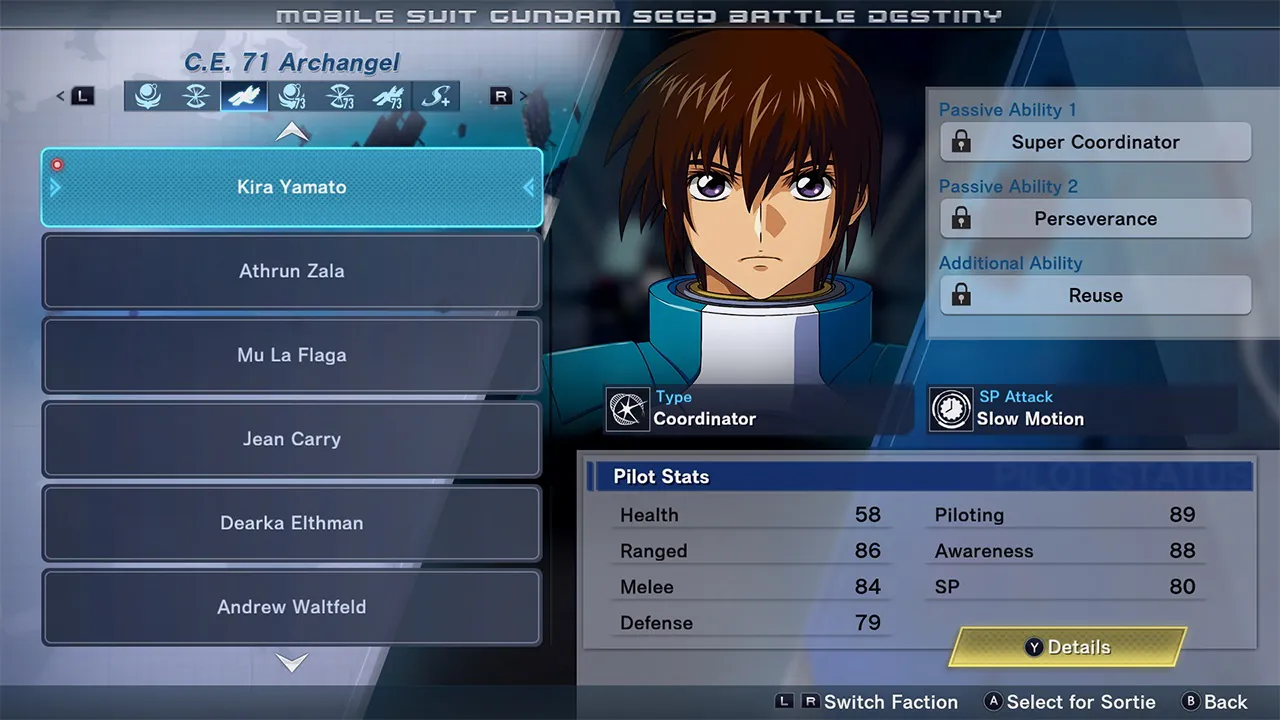 MOBILE SUIT GUNDAM SEED BATTLE DESTINY
C.E. 71 Archangel
< L
73
73
73
S+
R >
Kira Yamato
Athrun Zala
Mu La Flaga
Jean Carry
Dearka Elthman
Andrew Waltfeld
Passive Ability 1
Super Coordinator
Passive Ability 2
Perseverance
Additional Ability
Reuse
Type
Coordinator
SP Attack
Slow Motion
Pilot Stats
PILOT STATUS
Health 58
Piloting 89
Ranged 86
Awareness 88
Melee 84
SP 80
Defense 79
Y Details
L R Switch Faction A Select for Sortie B Back